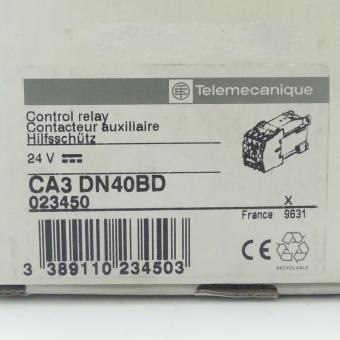 Telemecanique
Control relay
Contacteur auxiliaire
Hilfsschütz
24 V
CA3 DN40BD
023450
X
France 9631
CE
RECYCLABLE
3 389110 234503